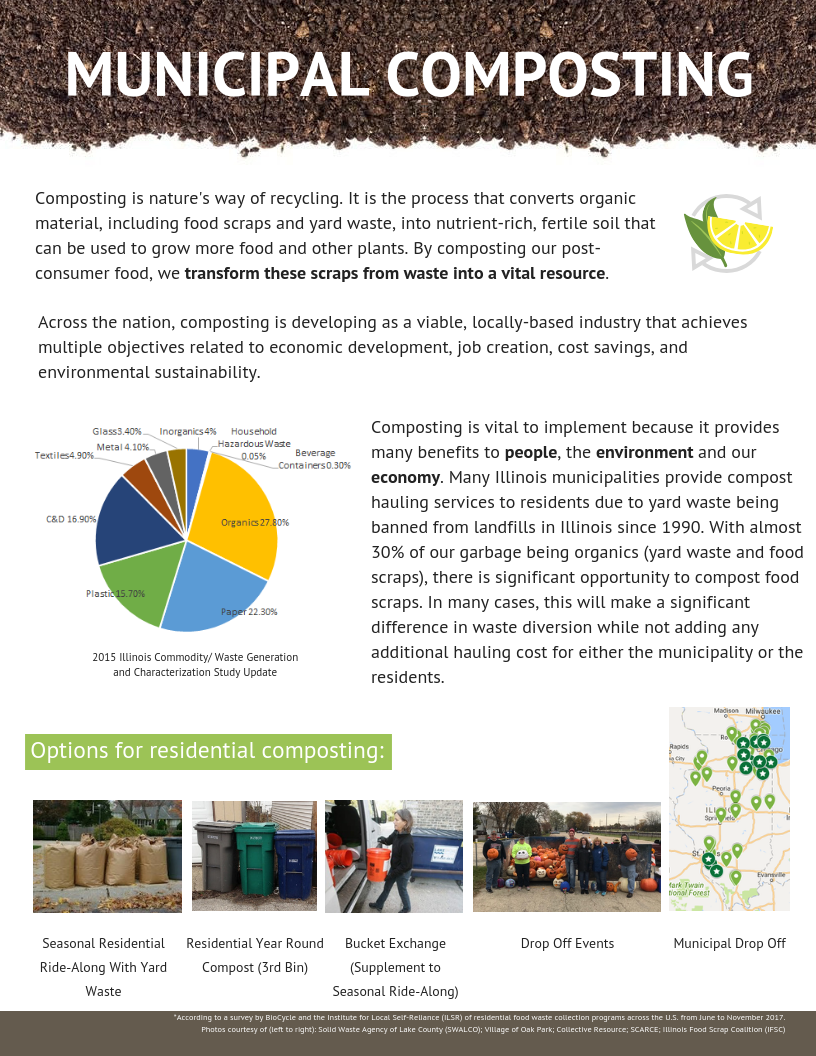 MUNICIPAL COMPOSTING
Composting is nature's way of recycling. It is the process that converts organic
material, including food scraps and yard waste, into nutrient-rich, fertile soil that
can be used to grow more food and other plants. By composting our post-
consumer food, we transform these scraps from waste into a vital resource.
Across the nation, composting is developing as a viable, locally-based industry that achieves
multiple objectives related to economic development, job creation, cost savings, and
environmental sustainability.
Glass3.40%
Inorganics4%
Household
Hazardous Waste
0.05%
Metal 4.10%
Beverage
Containers0.30%
Textiles4.90%
C&D 16.90%
Organics27.80%
Plastic15.70%
Paper 22.30%
2015 Illinois Commodity/ Waste Generation
and Characterization Study Update
Composting is vital to implement because it provides
many benefits to people, the environment and our
economy. Many Illinois municipalities provide compost
hauling services to residents due to yard waste being
banned from landfills in Illinois since 1990. With almost
30% of our garbage being organics (yard waste and food
scraps), there is significant opportunity to compost food
scraps. In many cases, this will make a significant
difference in waste diversion while not adding any
additional hauling cost for either the municipality or the
residents.
Options for residential composting:
Madison
Milwaukee
Rapids
Peoria
Evansville
Mark Twain
Seasonal Residential
Ride-Along With Yard
Waste
Residential Year Round
Compost (3rd Bin)
Bucket Exchange
(Supplement to
Seasonal Ride-Along)
Drop Off Events
Municipal Drop Off
*According to a survey by BioCycle and the Institute for Local Self-Reliance (ILSR) of residential food waste collection programs across the U.S. from June to November 2017.
Photos courtesy of (left to right): Solid Waste Agency of Lake County (SWALCO); Village of Oak Park; Collective Resource; SCARCE; Illinois Food Scrap Coalition (IFSC)